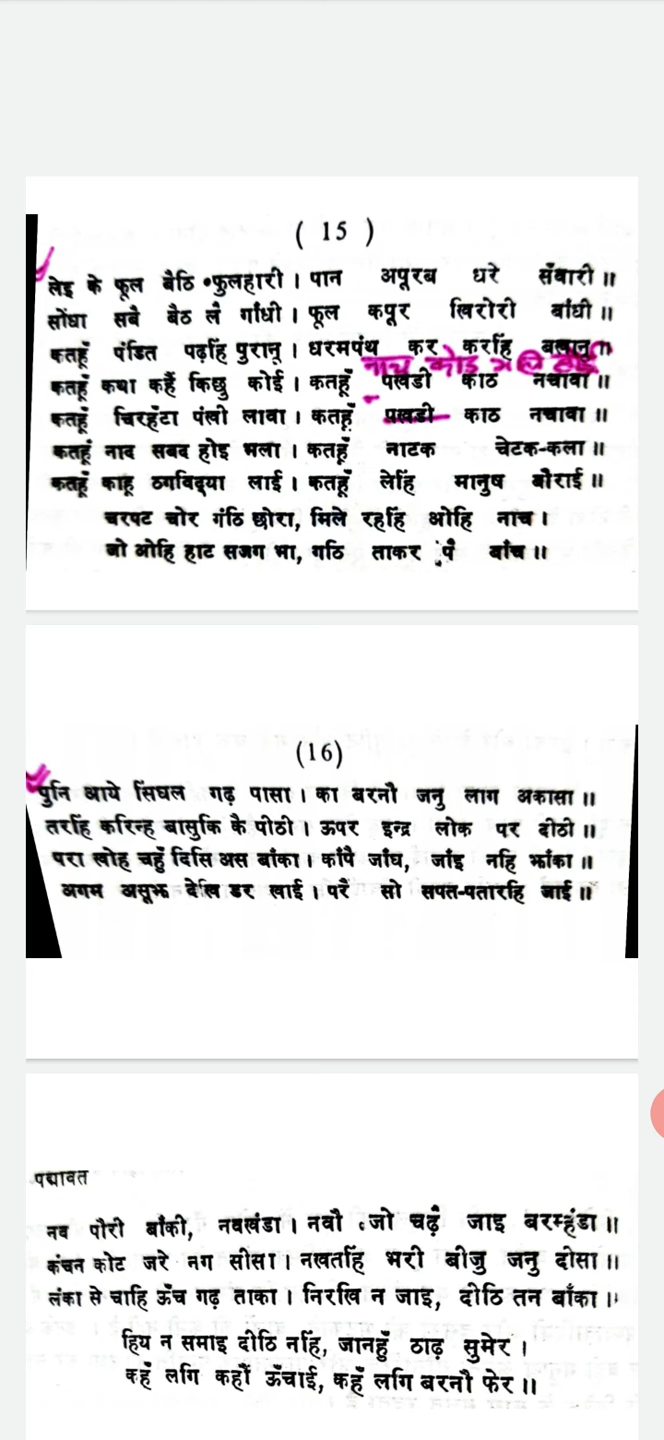 ( 15 )
लेइ के फूल बैठि फुलहारी । पान अपूरब धरे सँवारी ॥
सोंधा सबै बैठ लै गाँधी । फूल कपूर खिरोरी बाँधी ॥
कतहूँ पंडित पढ़हिं पुरानू । धरमपंथ कर करहिं बखानू ॥
नाच कोड भलि होई
कतहूँ कथा कहैं किछु कोई । कतहूँ पखडी काठ नचावा ॥
कतहूँ चिरहँटा पंखी लावा । कतहूँ पखडी काठ नचावा ॥
कतहूँ नाद सबद होइ भला । कतहूँ नाटक चेटक-कला ॥
कतहूँ काहू ठगविद्या लाई । कतहूँ लेहिं मानुष बौराई ॥
चरपट चोर गंठि छोरा, मिले रहहिं ओहि नाच ।
जो ओहि हाट सजग भा, गठि ताकर पै बांच ॥
(16)
पुनि आये सिंघल गढ़ पासा । का बरनौ जनु लाग अकासा ॥
तरहिं करिन्ह बासुकि कै पोठी । ऊपर इन्द्र लोक पर दीठी ॥
परा खोह चहुँ दिसि अस बांका । काँपै जांघ, जांइ नहि झांका ॥
अगम असूझ देखि डर खाई । परै सो सपत-पतारहि जाई ॥
पद्मावत
नव पौरी बाँकी, नवखंडा । नवौ जो चढ़ै जाइ बरम्हंडा ॥
कंचन कोट जरे नग सीसा । नखतहिं भरी बीजु जनु दीसा ॥
लंका से चाहि ऊँच गढ़ ताका । निरखि न जाइ, दीठि तन बाँका ।
हिय न समाइ दीठि नहिं, जानहुँ ठाढ़ सुमेर ।
कहँ लगि कहौं ऊँचाई, कहँ लगि बरनौ फेर ॥